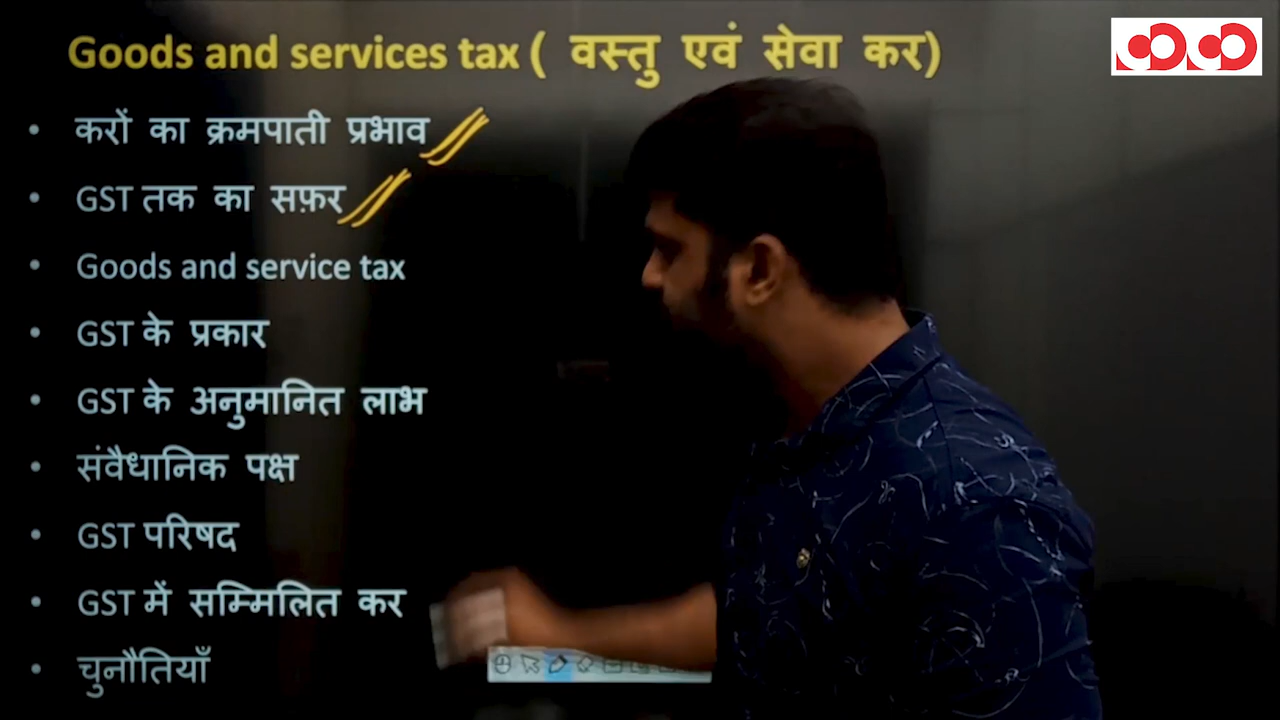 Goods and services tax ( वस्तु एवं सेवा कर)
• करों का क्रमपाती प्रभाव
• GST तक का सफ़र
• Goods and service tax
• GST के प्रकार
• GST के अनुमानित लाभ
• संवैधानिक पक्ष
• GST परिषद
• GST में सम्मिलित कर
• चुनौतियाँ